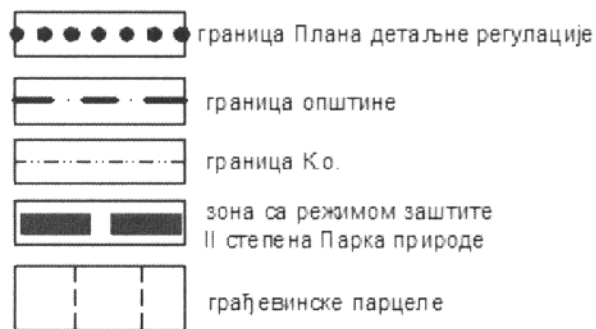 граница Плана детаљне регулације
граница општине
граница К.о.
зона са режимом заштите
II степена Парка природе
грађевинске парцеле